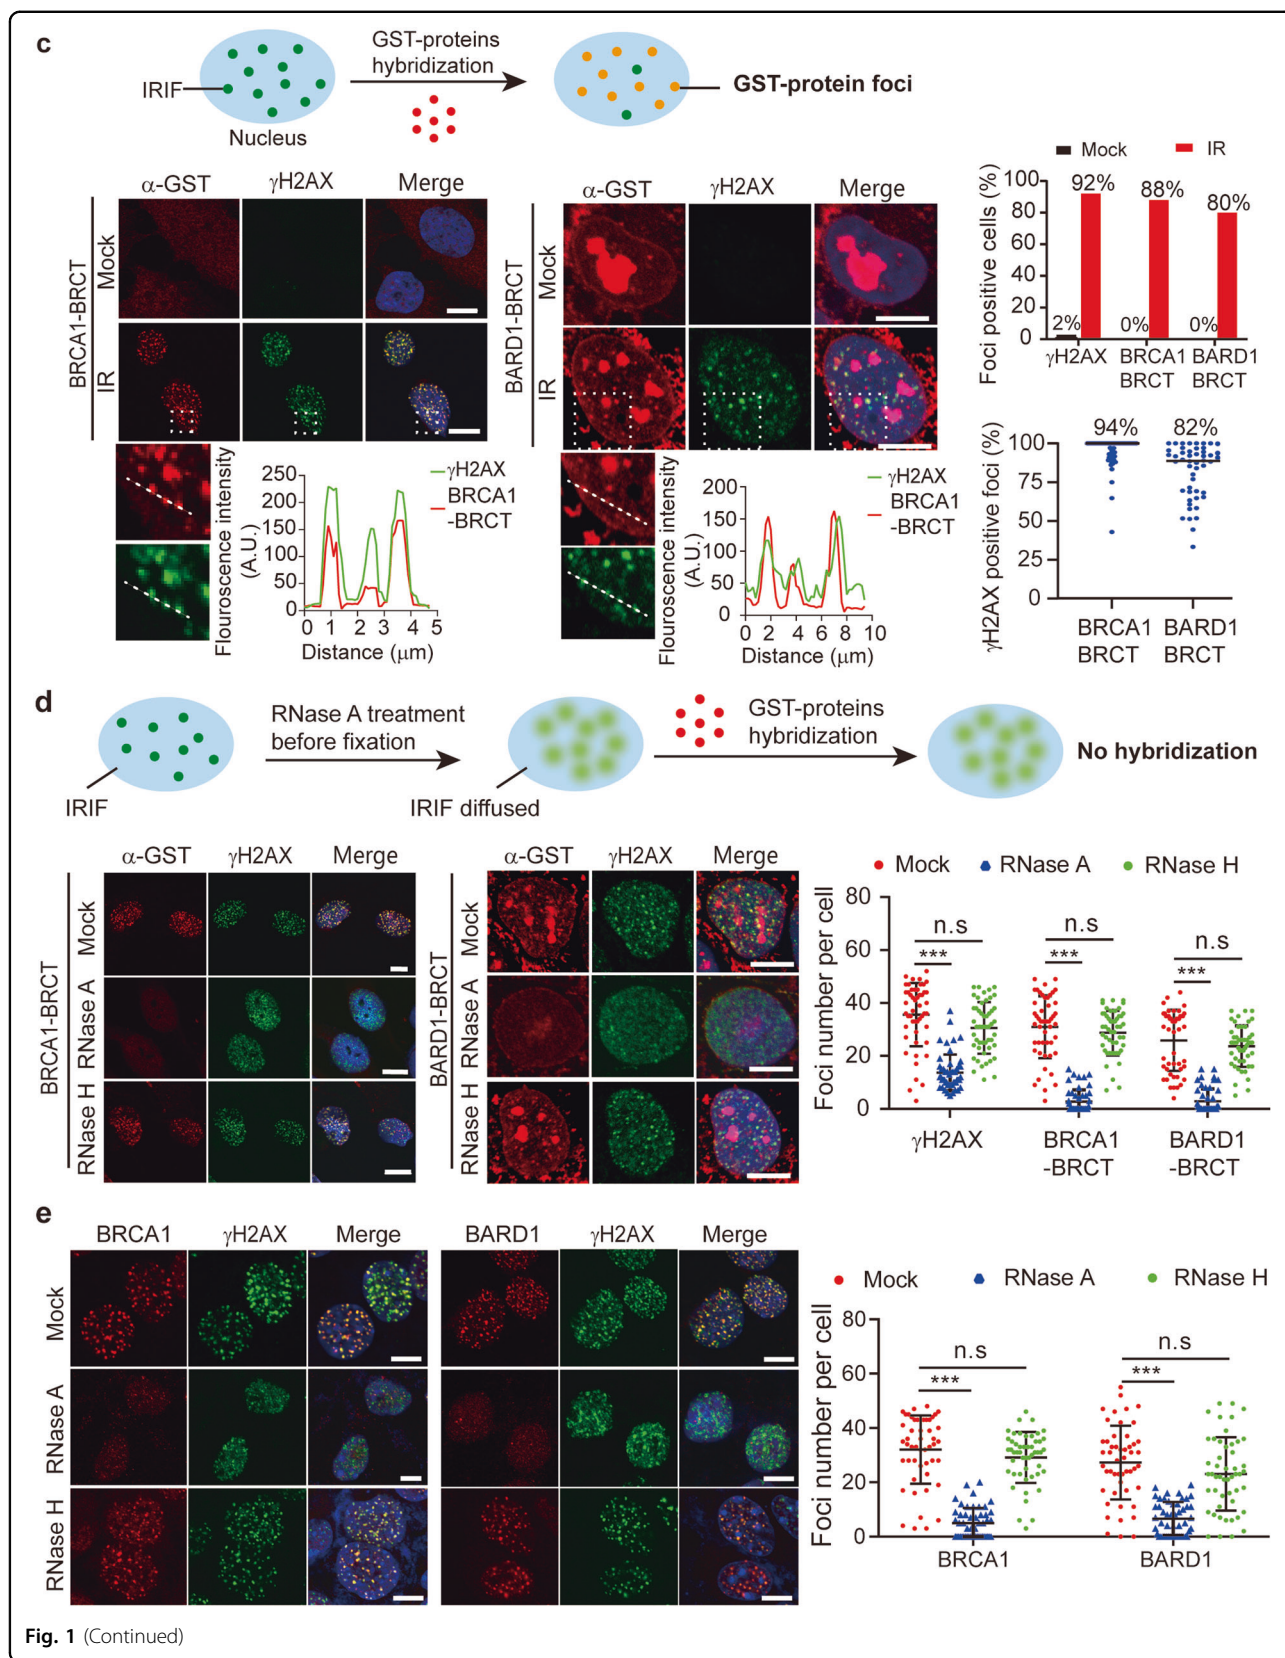 c
GST-proteins
hybridization
IRIF
Nucleus
GST-protein foci
α-GST γH2AX Merge
BRCA1-BRCT
Mock
IR
Flouroscence intensity
(A.U.)
250
200
150
100
50
0
0 1 2 3 4 5
Distance (μm)
γH2AX
BRCA1
-BRCT
α-GST γH2AX Merge
BARD1-BRCT
Mock
IR
Flouroscence intensity
(A.U.)
200
150
100
50
0
0 2 4 6 8 10
Distance (μm)
γH2AX
BRCA1
-BRCT
Mock IR
Foci positive cells (%)
100
80
60
40
20
0
2% 92% 0% 88% 0% 80%
γH2AX BRCA1 BARD1
BRCT BRCT
γH2AX positive foci (%)
94% 82%
100
75
50
25
0
BRCA1 BARD1
BRCT BRCT
d
RNase A treatment
before fixation
IRIF
IRIF diffused
GST-proteins
hybridization
No hybridization
α-GST γH2AX Merge
BRCA1-BRCT
Mock
RNase A
RNase H
α-GST γH2AX Merge
BARD1-BRCT
Mock
RNase A
RNase H
Mock RNase A RNase H
Foci number per cell
80
60
40
20
0
n.s n.s n.s
*** *** ***
γH2AX BRCA1 BARD1
-BRCT -BRCT
e
BRCA1 γH2AX Merge
Mock
RNase A
RNase H
BARD1 γH2AX Merge
Mock RNase A RNase H
Foci number per cell
80
60
40
20
0
n.s n.s
*** ***
BRCA1 BARD1
Fig. 1 (Continued)